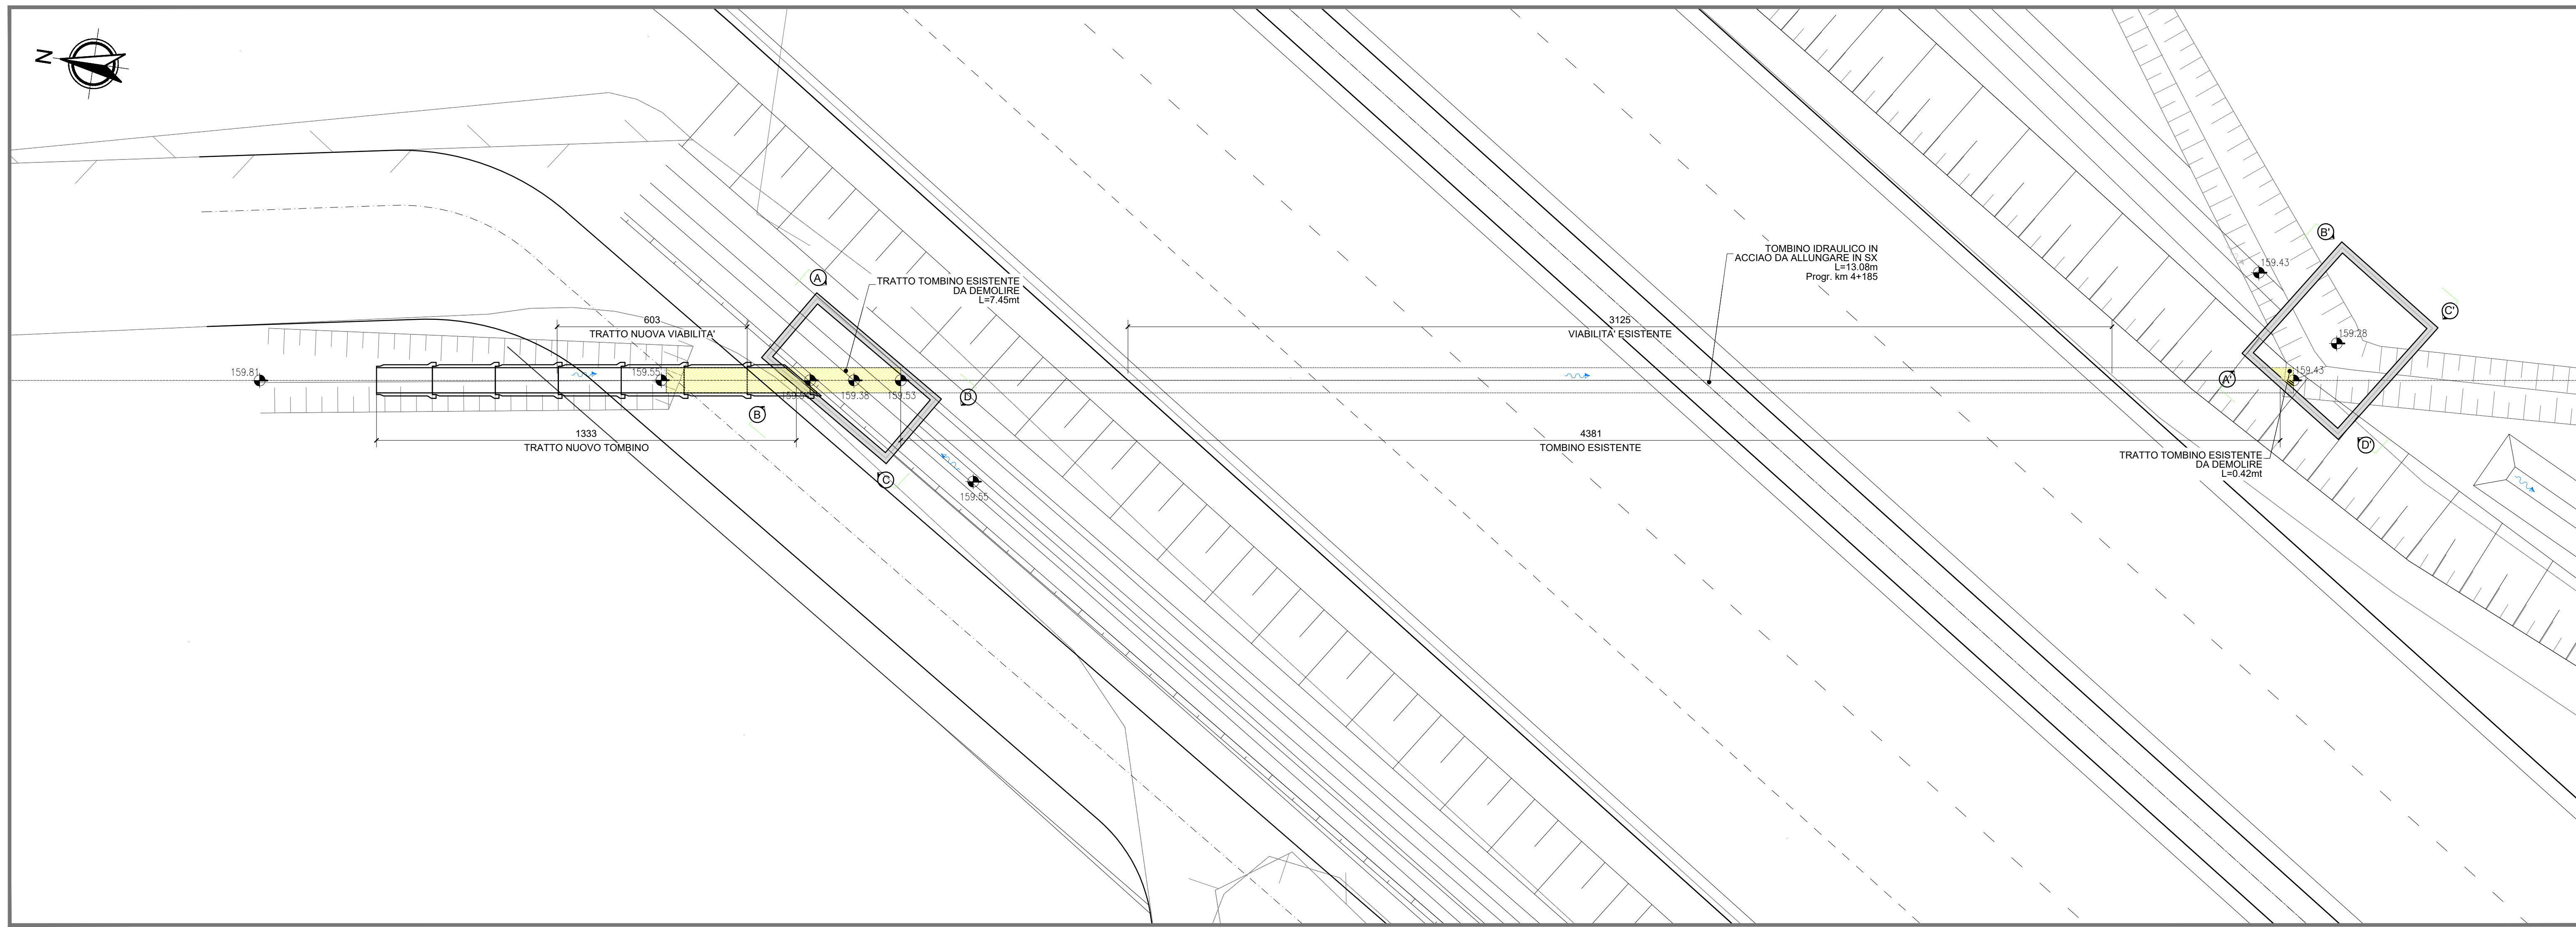 N
TOMBINO IDRAULICO IN
ACCIAO DA ALLUNGARE IN SX
L=13.08m
Progr. km 4+185
B'
159.43
C'
159.28
A
TRATTO TOMBINO ESISTENTE
DA DEMOLIRE
L=7.45mt
603
TRATTO NUOVA VIABILITA'
3125
VIABILITA' ESISTENTE
159.81
159.55
159.38
159.53
A'
159.43
B
D
1333
TRATTO NUOVO TOMBINO
4381
TOMBINO ESISTENTE
D'
TRATTO TOMBINO ESISTENTE
DA DEMOLIRE
L=0.42mt
C
159.55